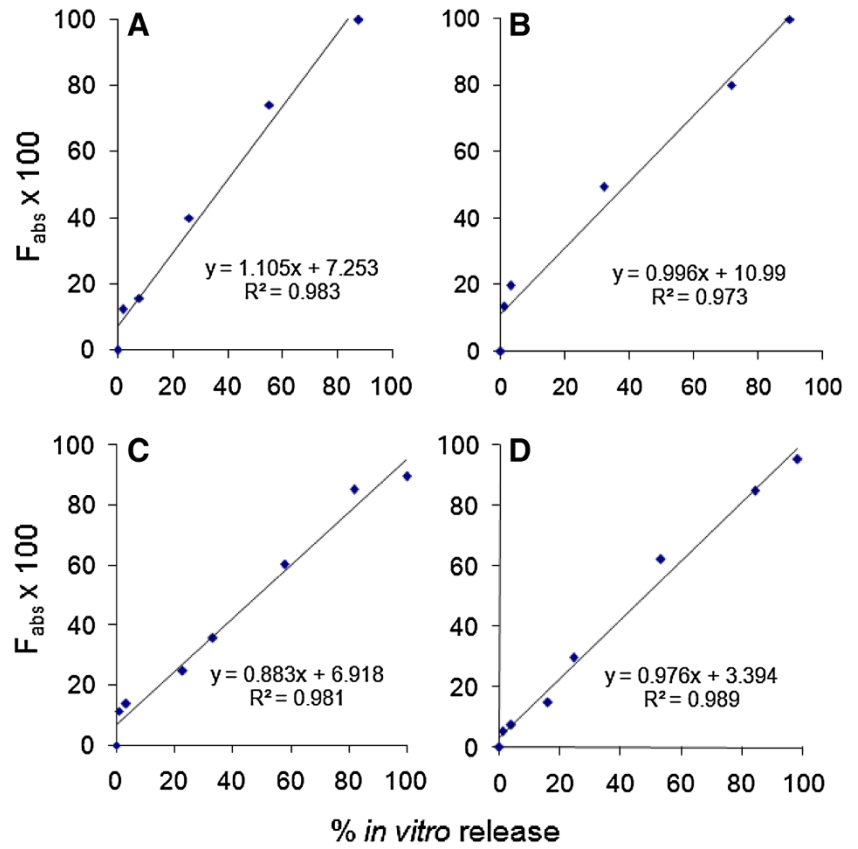 A
B
100
80
60
40
20
0
F abs x 100
y = 1.105x + 7.253
R² = 0.983
0 20 40 60 80 100
100
80
60
40
20
0
y = 0.996x + 10.99
R² = 0.973
0 20 40 60 80 100
C
D
100
80
60
40
20
0
F abs x 100
y = 0.883x + 6.918
R² = 0.981
0 20 40 60 80 100
100
80
60
40
20
0
y = 0.976x + 3.394
R² = 0.989
0 20 40 60 80 100
% in vitro release